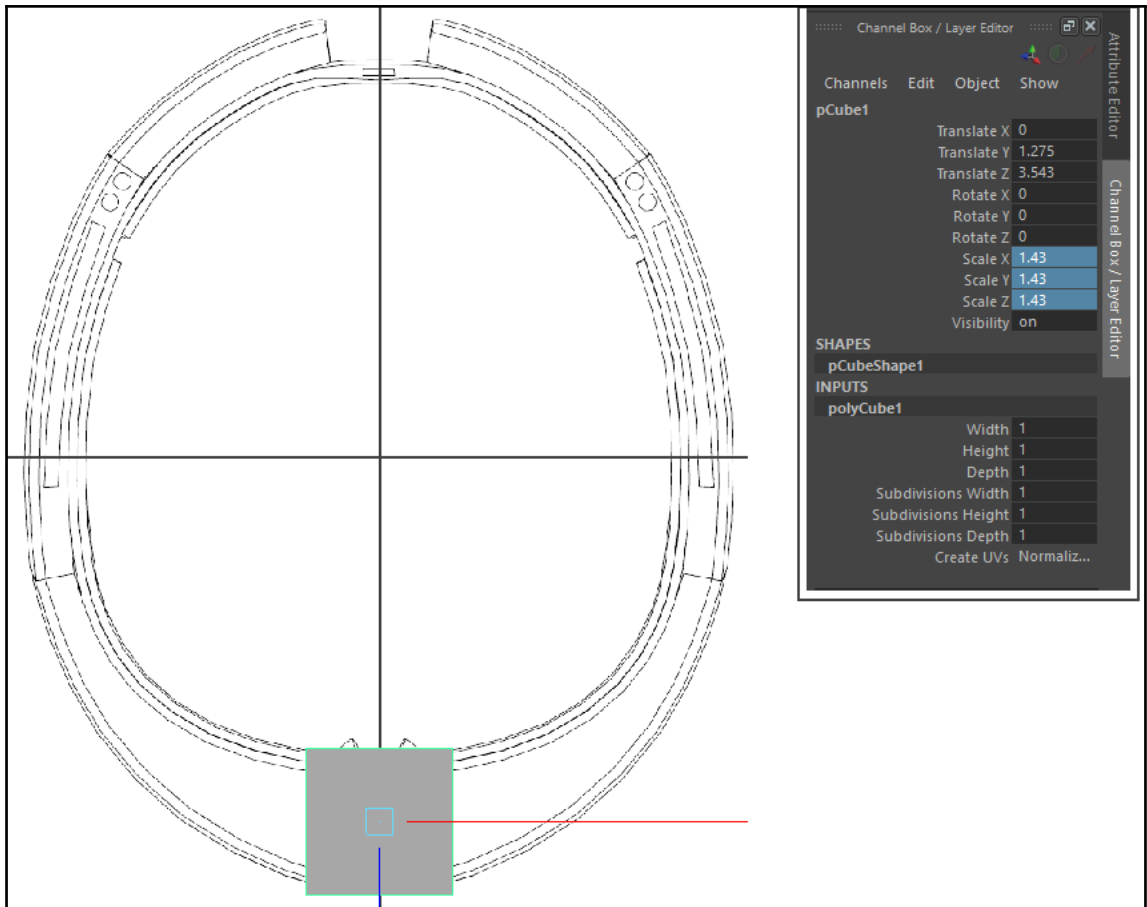 Channel Box / Layer Editor
Channels Edit Object Show
pCube1
Translate X 0
Translate Y 1.275
Translate Z 3.543
Rotate X 0
Rotate Y 0
Rotate Z 0
Scale X 1.43
Scale Y 1.43
Scale Z 1.43
Visibility on
SHAPES
pCubeShape1
INPUTS
polyCube1
Width 1
Height 1
Depth 1
Subdivisions Width 1
Subdivisions Height 1
Subdivisions Depth 1
Create UVs Normaliz...
Attribute Editor
Channel Box / Layer Editor